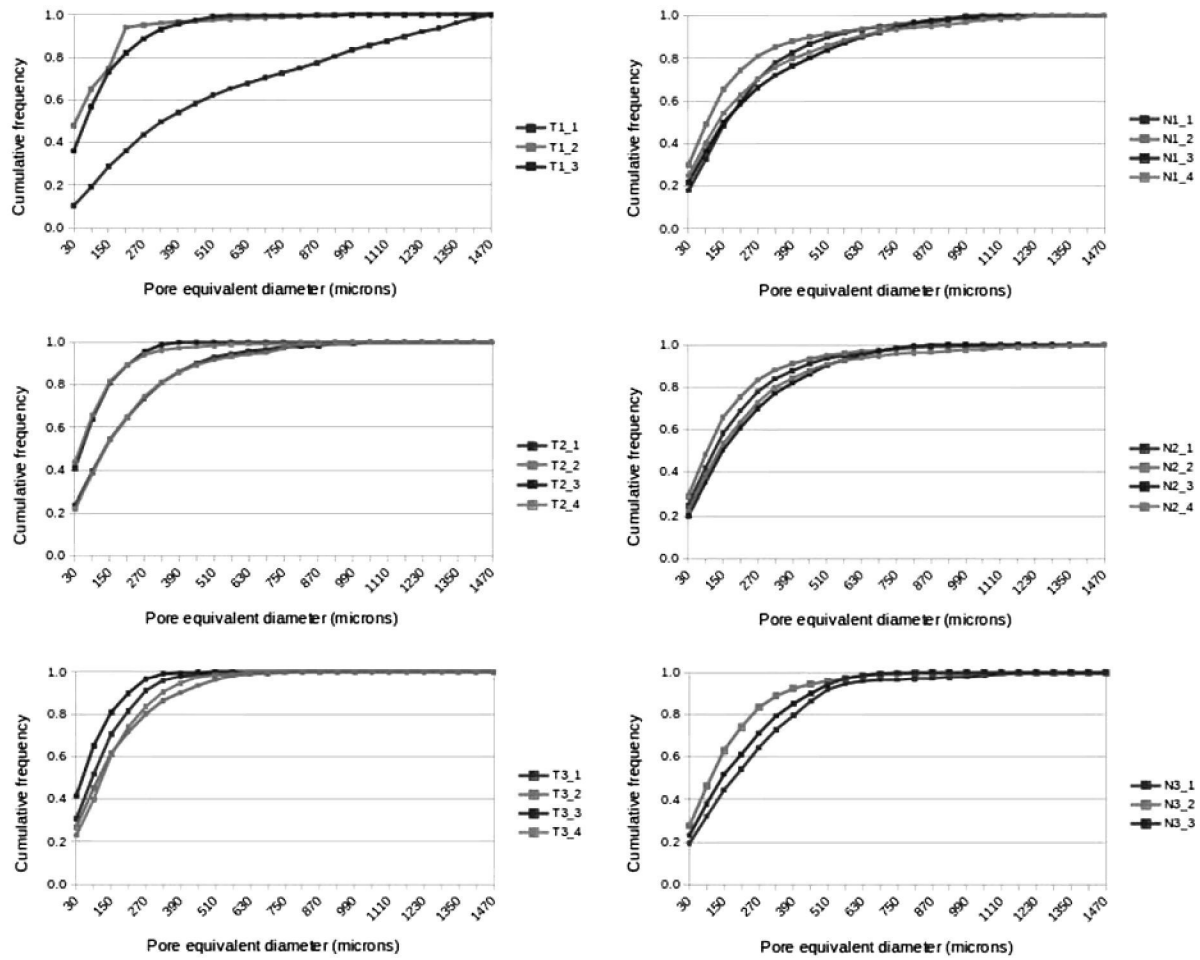 Cumulative frequency
1.0
0.8
0.6
0.4
0.2
0.0
30 150 270 390 510 630 750 870 990 1110 1230 1350 1470
Pore equivalent diameter (microns)
T1_1
T1_2
T1_3
Cumulative frequency
1.0
0.8
0.6
0.4
0.2
0.0
30 150 270 390 510 630 750 870 990 1110 1230 1350 1470
Pore equivalent diameter (microns)
N1_1
N1_2
N1_3
N1_4
Cumulative frequency
1.0
0.8
0.6
0.4
0.2
0.0
30 150 270 390 510 630 750 870 990 1110 1230 1350 1470
Pore equivalent diameter (microns)
T2_1
T2_2
T2_3
T2_4
Cumulative frequency
1.0
0.8
0.6
0.4
0.2
0.0
30 150 270 390 510 630 750 870 990 1110 1230 1350 1470
Pore equivalent diameter (microns)
N2_1
N2_2
N2_3
N2_4
Cumulative frequency
1.0
0.8
0.6
0.4
0.2
0.0
30 150 270 390 510 630 750 870 990 1110 1230 1350 1470
Pore equivalent diameter (microns)
T3_1
T3_2
T3_3
T3_4
Cumulative frequency
1.0
0.8
0.6
0.4
0.2
0.0
30 150 270 390 510 630 750 870 990 1110 1230 1350 1470
Pore equivalent diameter (microns)
N3_1
N3_2
N3_3